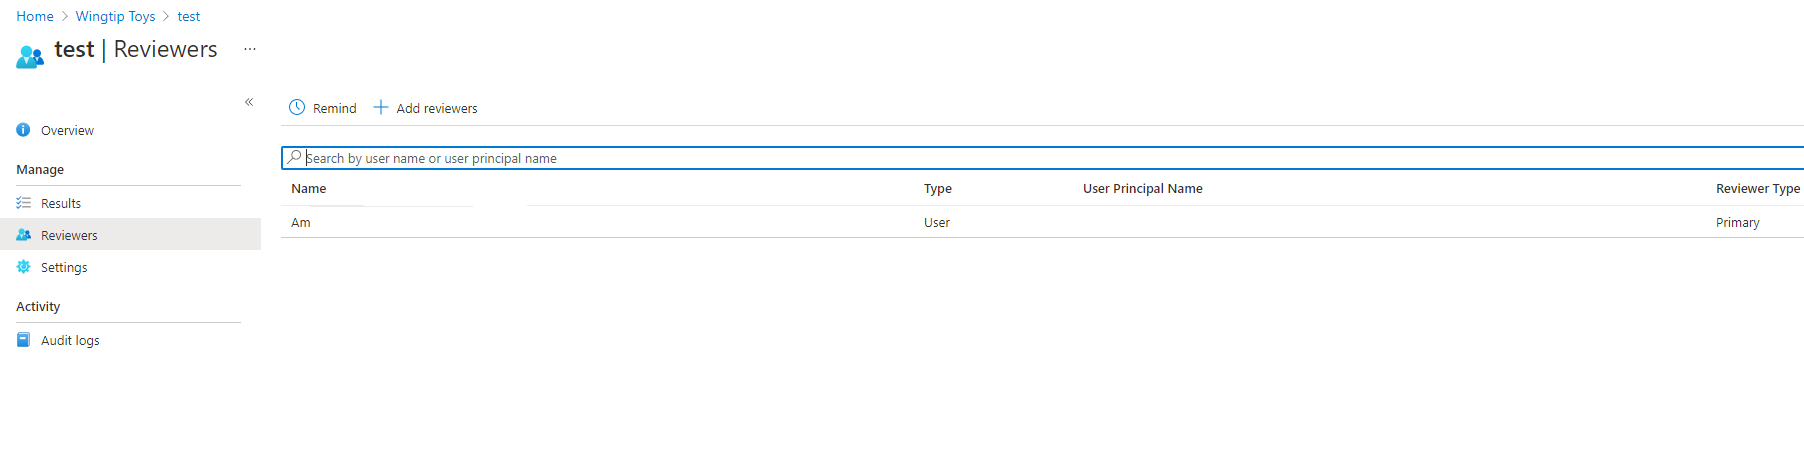 Home > Wingtip Toys > test
test | Reviewers ...
«
Overview
Manage
Results
Reviewers
Settings
Activity
Audit logs
Remind + Add reviewers
Search by user name or user principal name
Name Type User Principal Name Reviewer Type
Am User Primary